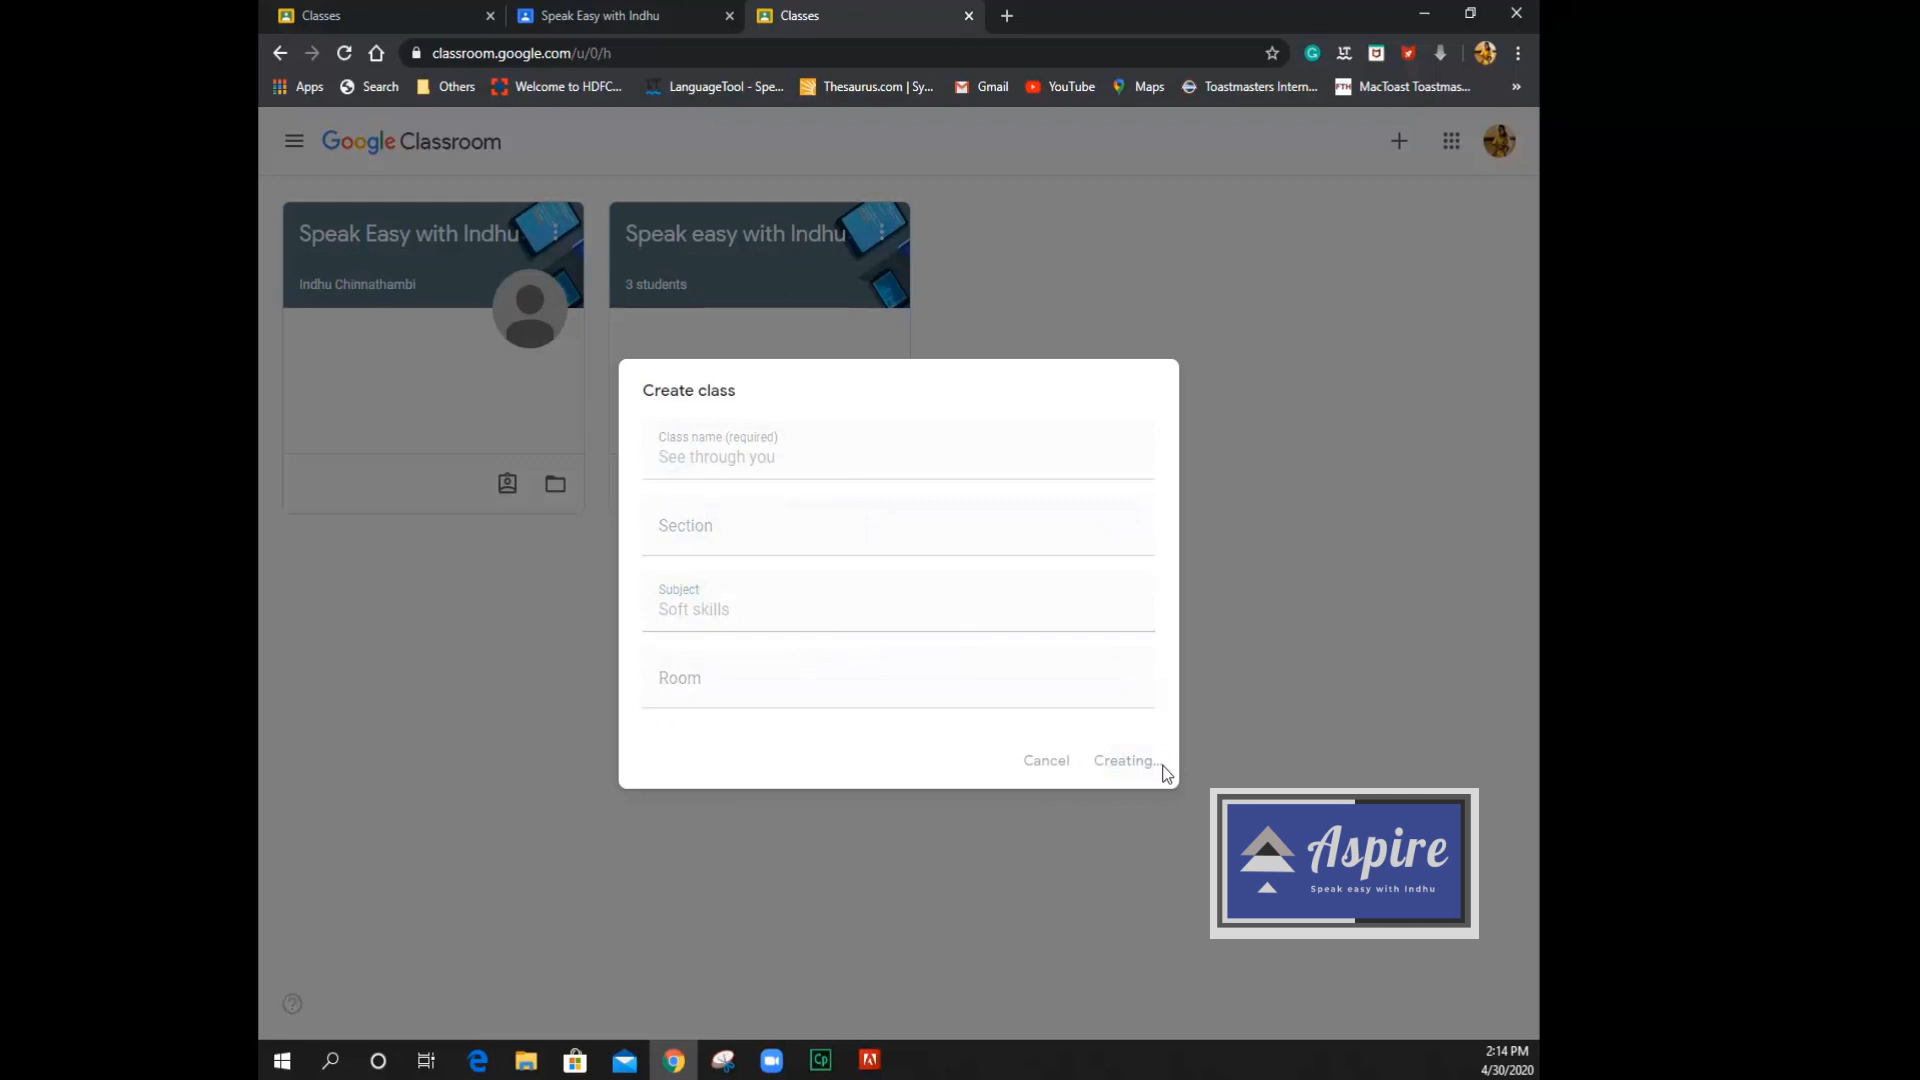 Classes
Speak Easy with Indhu
Classes
classroom.google.com/u/0/h
Apps
Search
Others
Welcome to HDFC...
LanguageTool - Spe...
Thesaurus.com | Sy...
Gmail
YouTube
Maps
Toastmasters Intern...
FTH
MacToast Toastmas...
»
Google Classroom
Speak Easy with Indhu
Indhu Chinnathambi
Speak easy with Indhu
3 students
Create class
Class name (required)
See through you
Section
Subject
Soft skills
Room
Cancel
Creating...
Aspire
Speak easy with Indhu
Cp
2:14 PM
4/30/2020